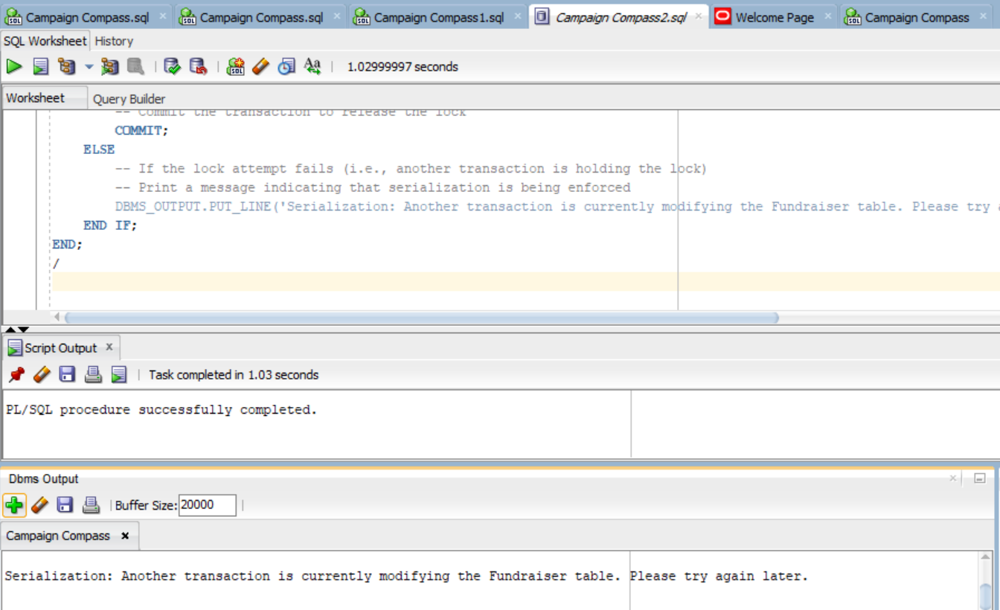 Campaign Compass.sql
Campaign Compass.sql
Campaign Compass1.sql
Campaign Compass2.sql
Welcome Page
Campaign Compass
SQL Worksheet
History
1.02999997 seconds
Worksheet
Query Builder
-- Commit the transaction to release the lock
COMMIT;
ELSE
-- If the lock attempt fails (i.e., another transaction is holding the lock)
-- Print a message indicating that serialization is being enforced
DBMS_OUTPUT.PUT_LINE('Serialization: Another transaction is currently modifying the Fundraiser table. Please try
END IF;
END;
/
Script Output
Task completed in 1.03 seconds
PL/SQL procedure successfully completed.
Dbms Output
Buffer Size: 20000
Campaign Compass
Serialization: Another transaction is currently modifying the Fundraiser table. Please try again later.